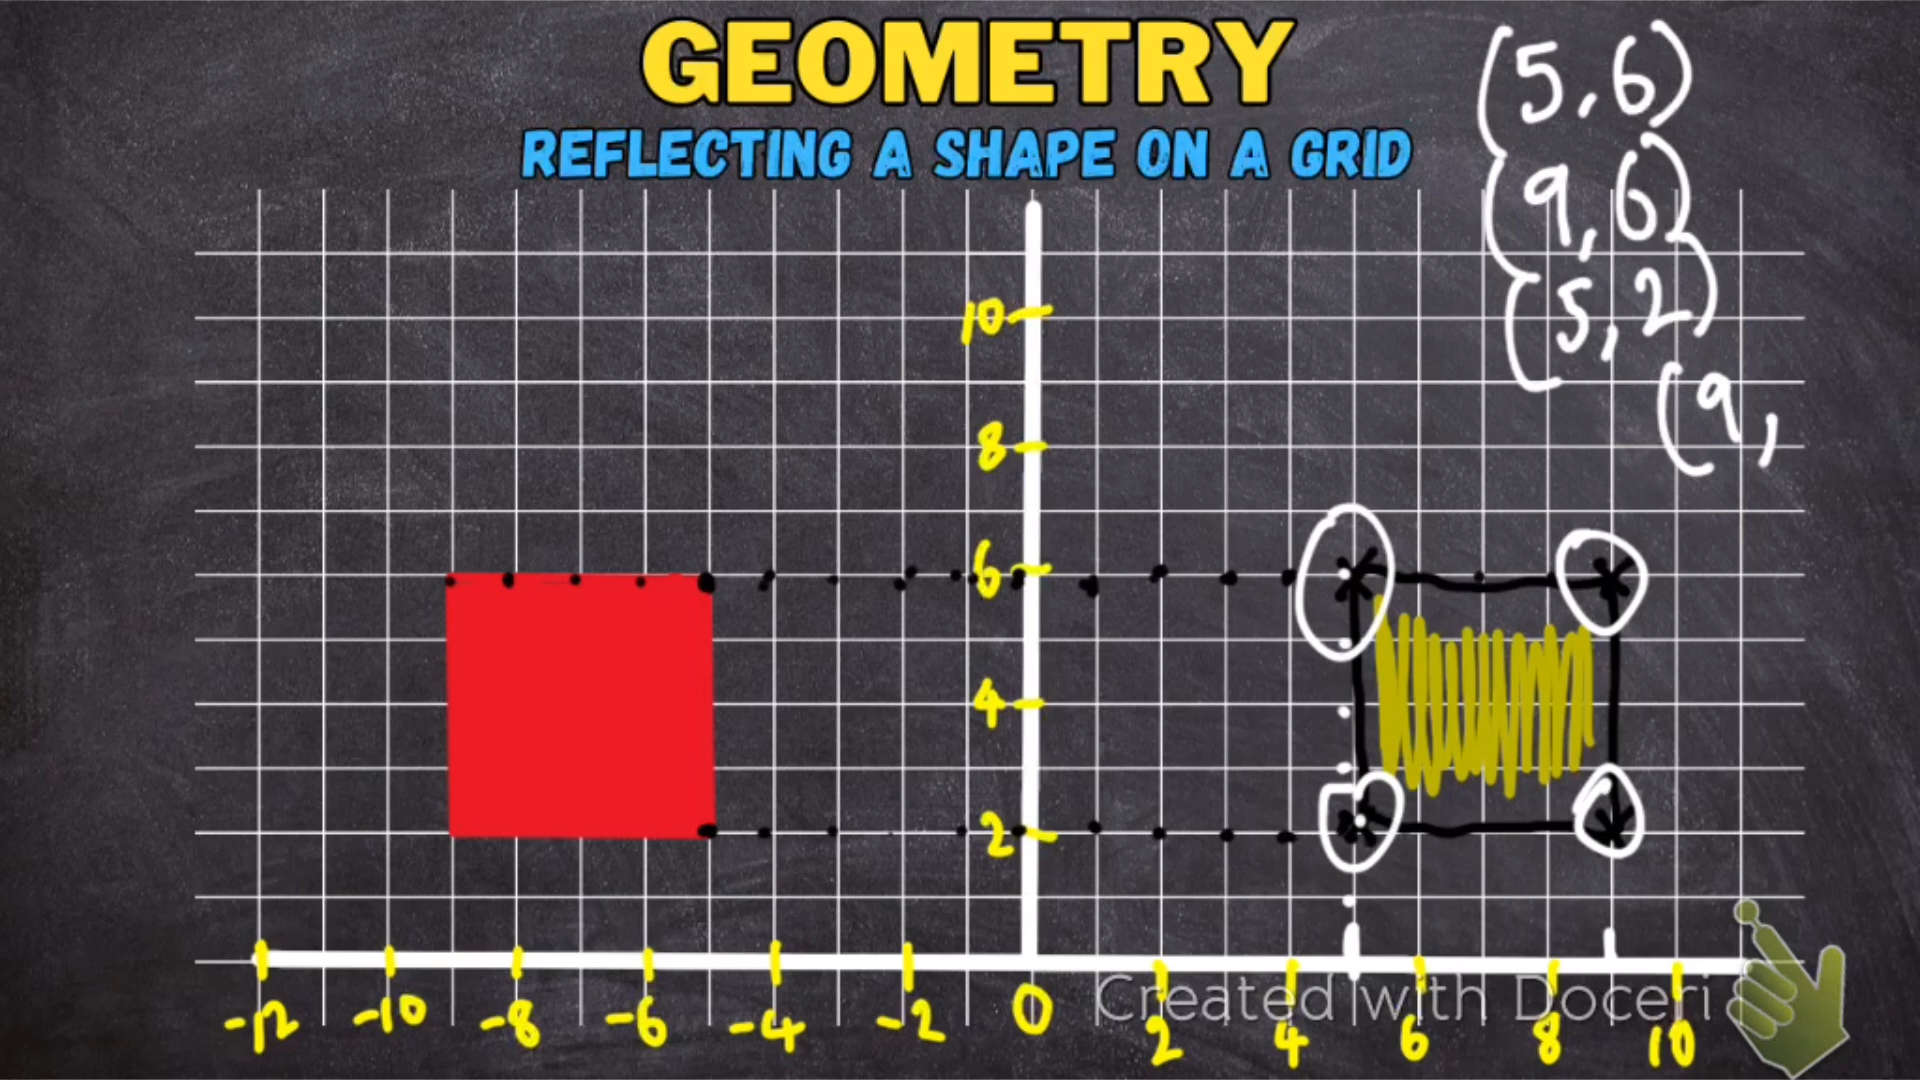 GEOMETRY
REFLECTING A SHAPE ON A GRID
(5,6)
(9,6)
(5,2)
(9,
10
8
6
4
2
-12 -10 -8 -6 -4 -2 0 2 4 6 8 10
Created with Doceri